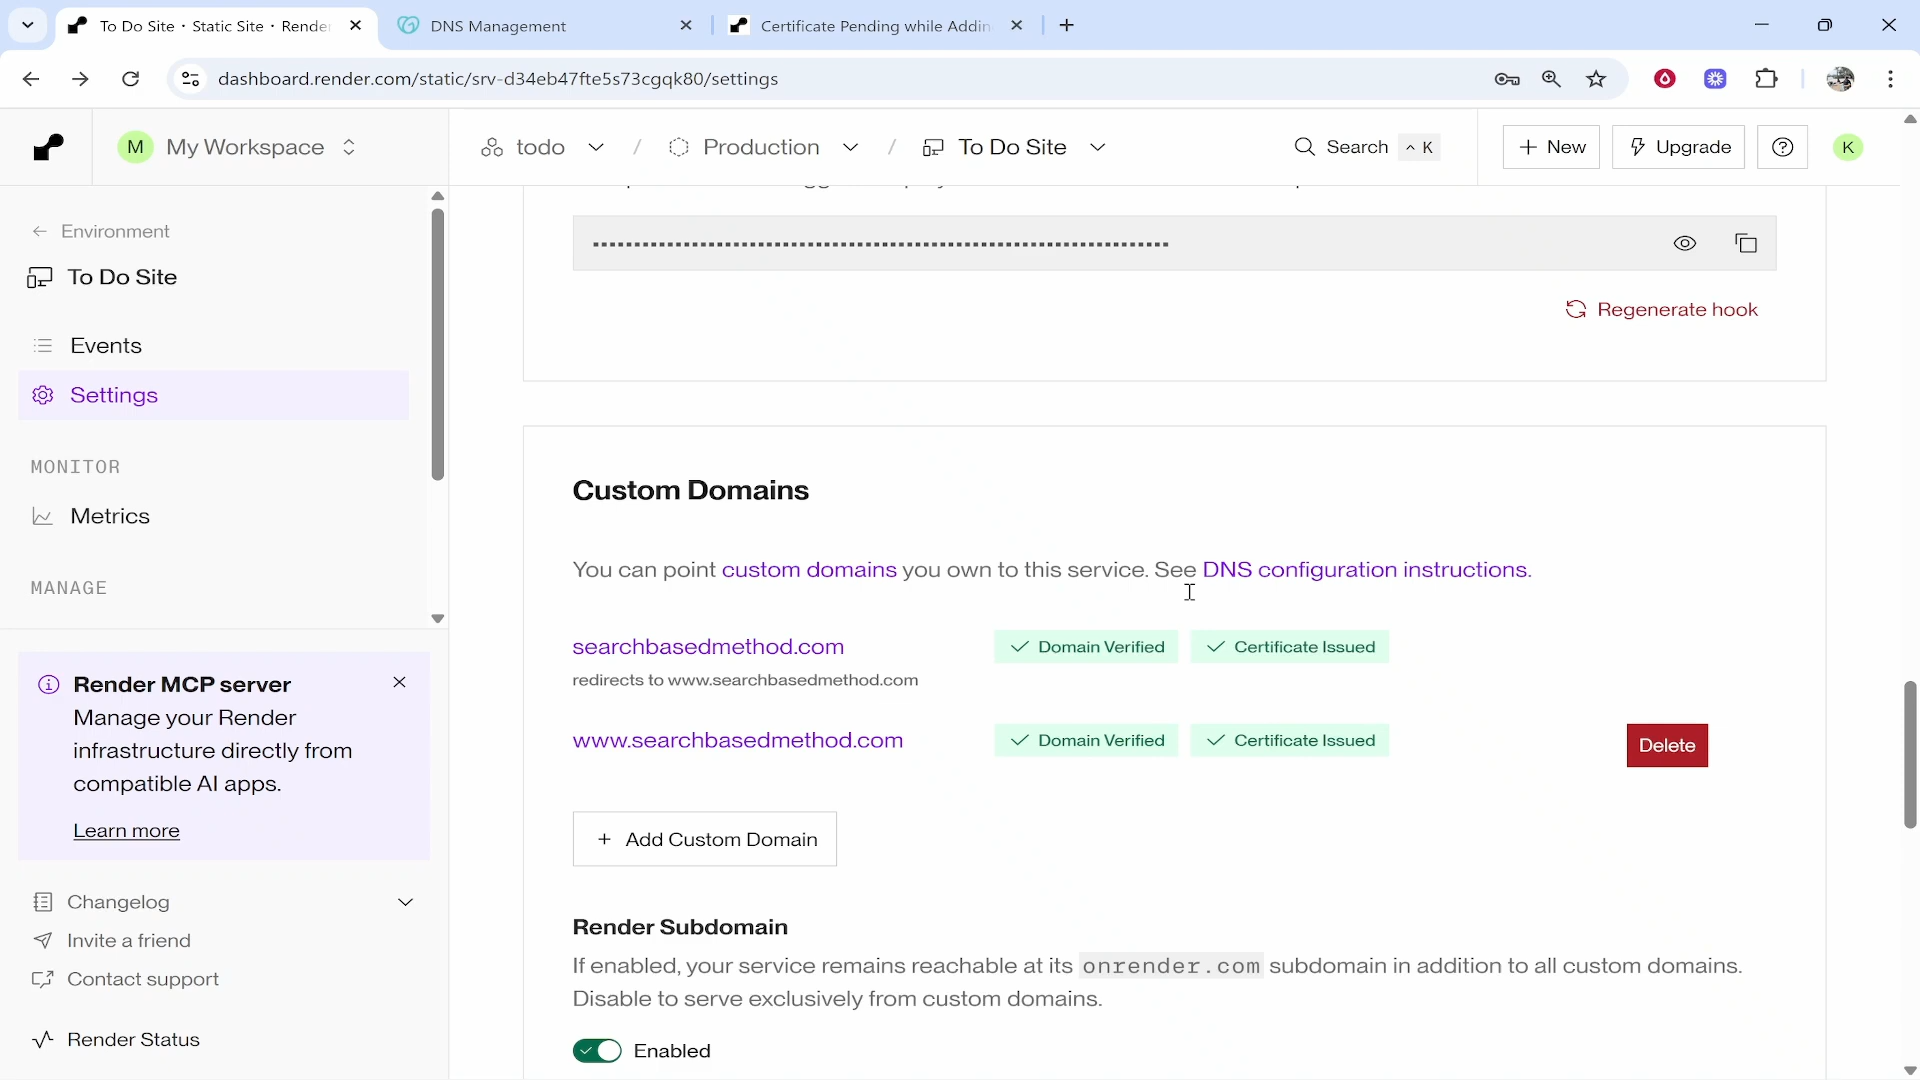 To Do Site · Static Site · Render
DNS Management
Certificate Pending while Addin
dashboard.render.com/static/srv-d34eb47fte5s73cgqk80/settings
M My Workspace
todo / Production / To Do Site
Search ^ K
+ New
Upgrade
K
← Environment
To Do Site
Events
Settings
MONITOR
Metrics
MANAGE
Render MCP server
Manage your Render
infrastructure directly from
compatible AI apps.
Learn more
Changelog
Invite a friend
Contact support
Render Status
Regenerate hook
Custom Domains
You can point custom domains you own to this service. See DNS configuration instructions.
searchbasedmethod.com Domain Verified Certificate Issued
redirects to www.searchbasedmethod.com
www.searchbasedmethod.com Domain Verified Certificate Issued Delete
+ Add Custom Domain
Render Subdomain
If enabled, your service remains reachable at its onrender.com subdomain in addition to all custom domains.
Disable to serve exclusively from custom domains.
Enabled